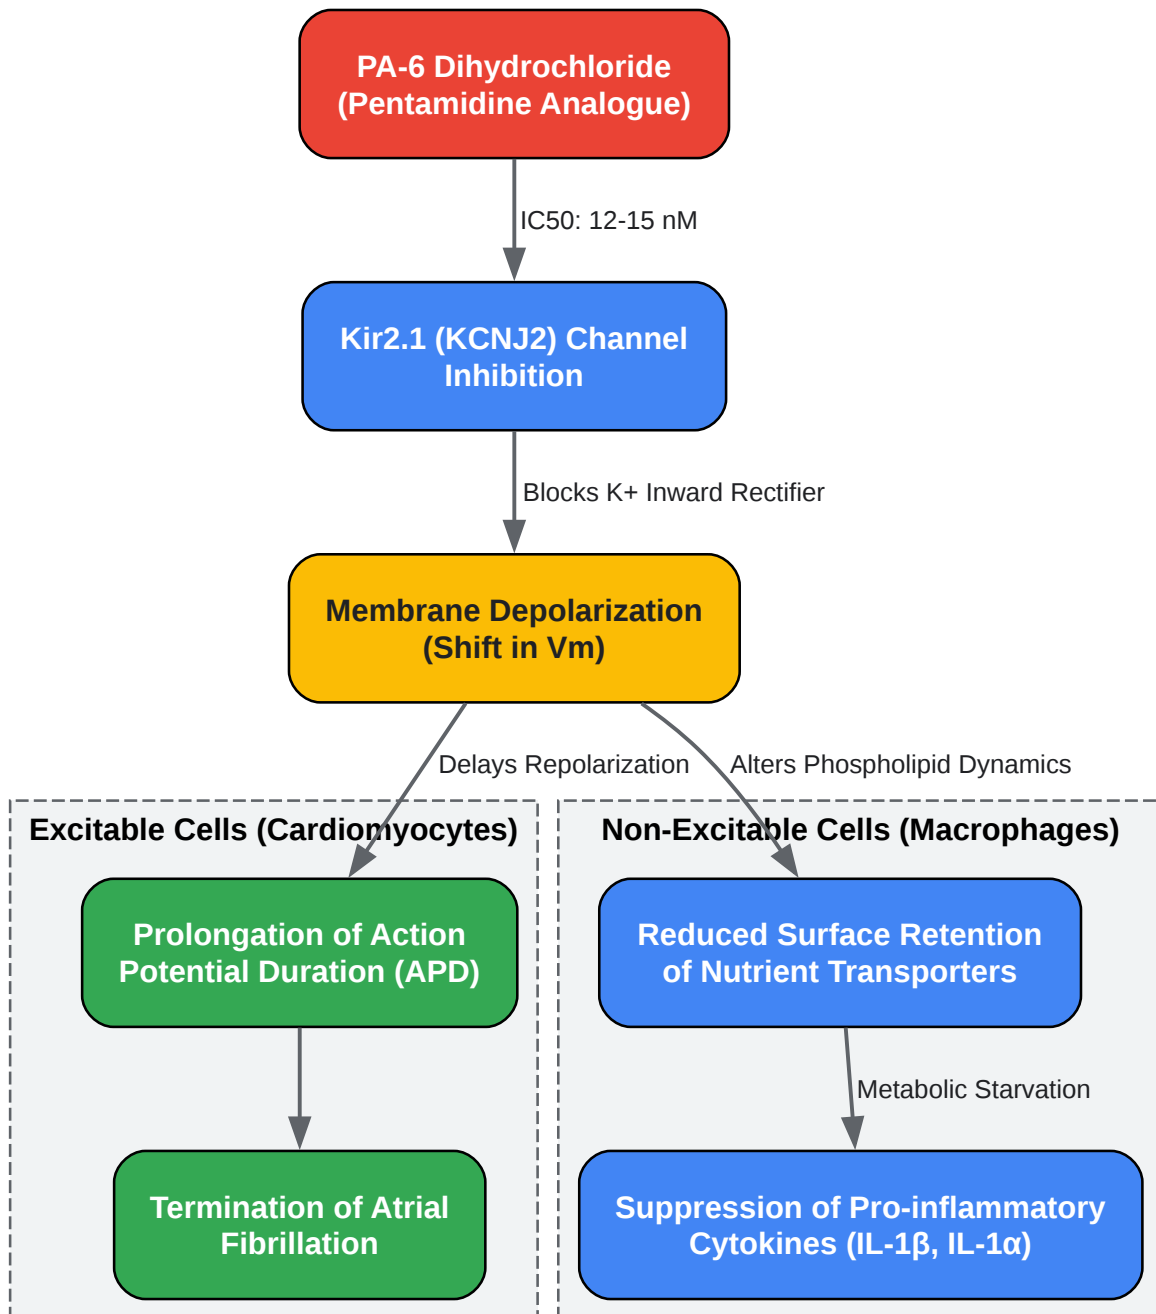 PA-6 Dihydrochloride
(Pentamidine Analogue)
IC50: 12-15 nM
Kir2.1 (KCNJ2) Channel
Inhibition
Blocks K+ Inward Rectifier
Membrane Depolarization
(Shift in Vm)
Delays Repolarization
Alters Phospholipid Dynamics
Excitable Cells (Cardiomyocytes)
Non-Excitable Cells (Macrophages)
Prolongation of Action
Potential Duration (APD)
Reduced Surface Retention
of Nutrient Transporters
Metabolic Starvation
Termination of Atrial
Fibrillation
Suppression of Pro-inflammatory
Cytokines (IL-1β, IL-1α)